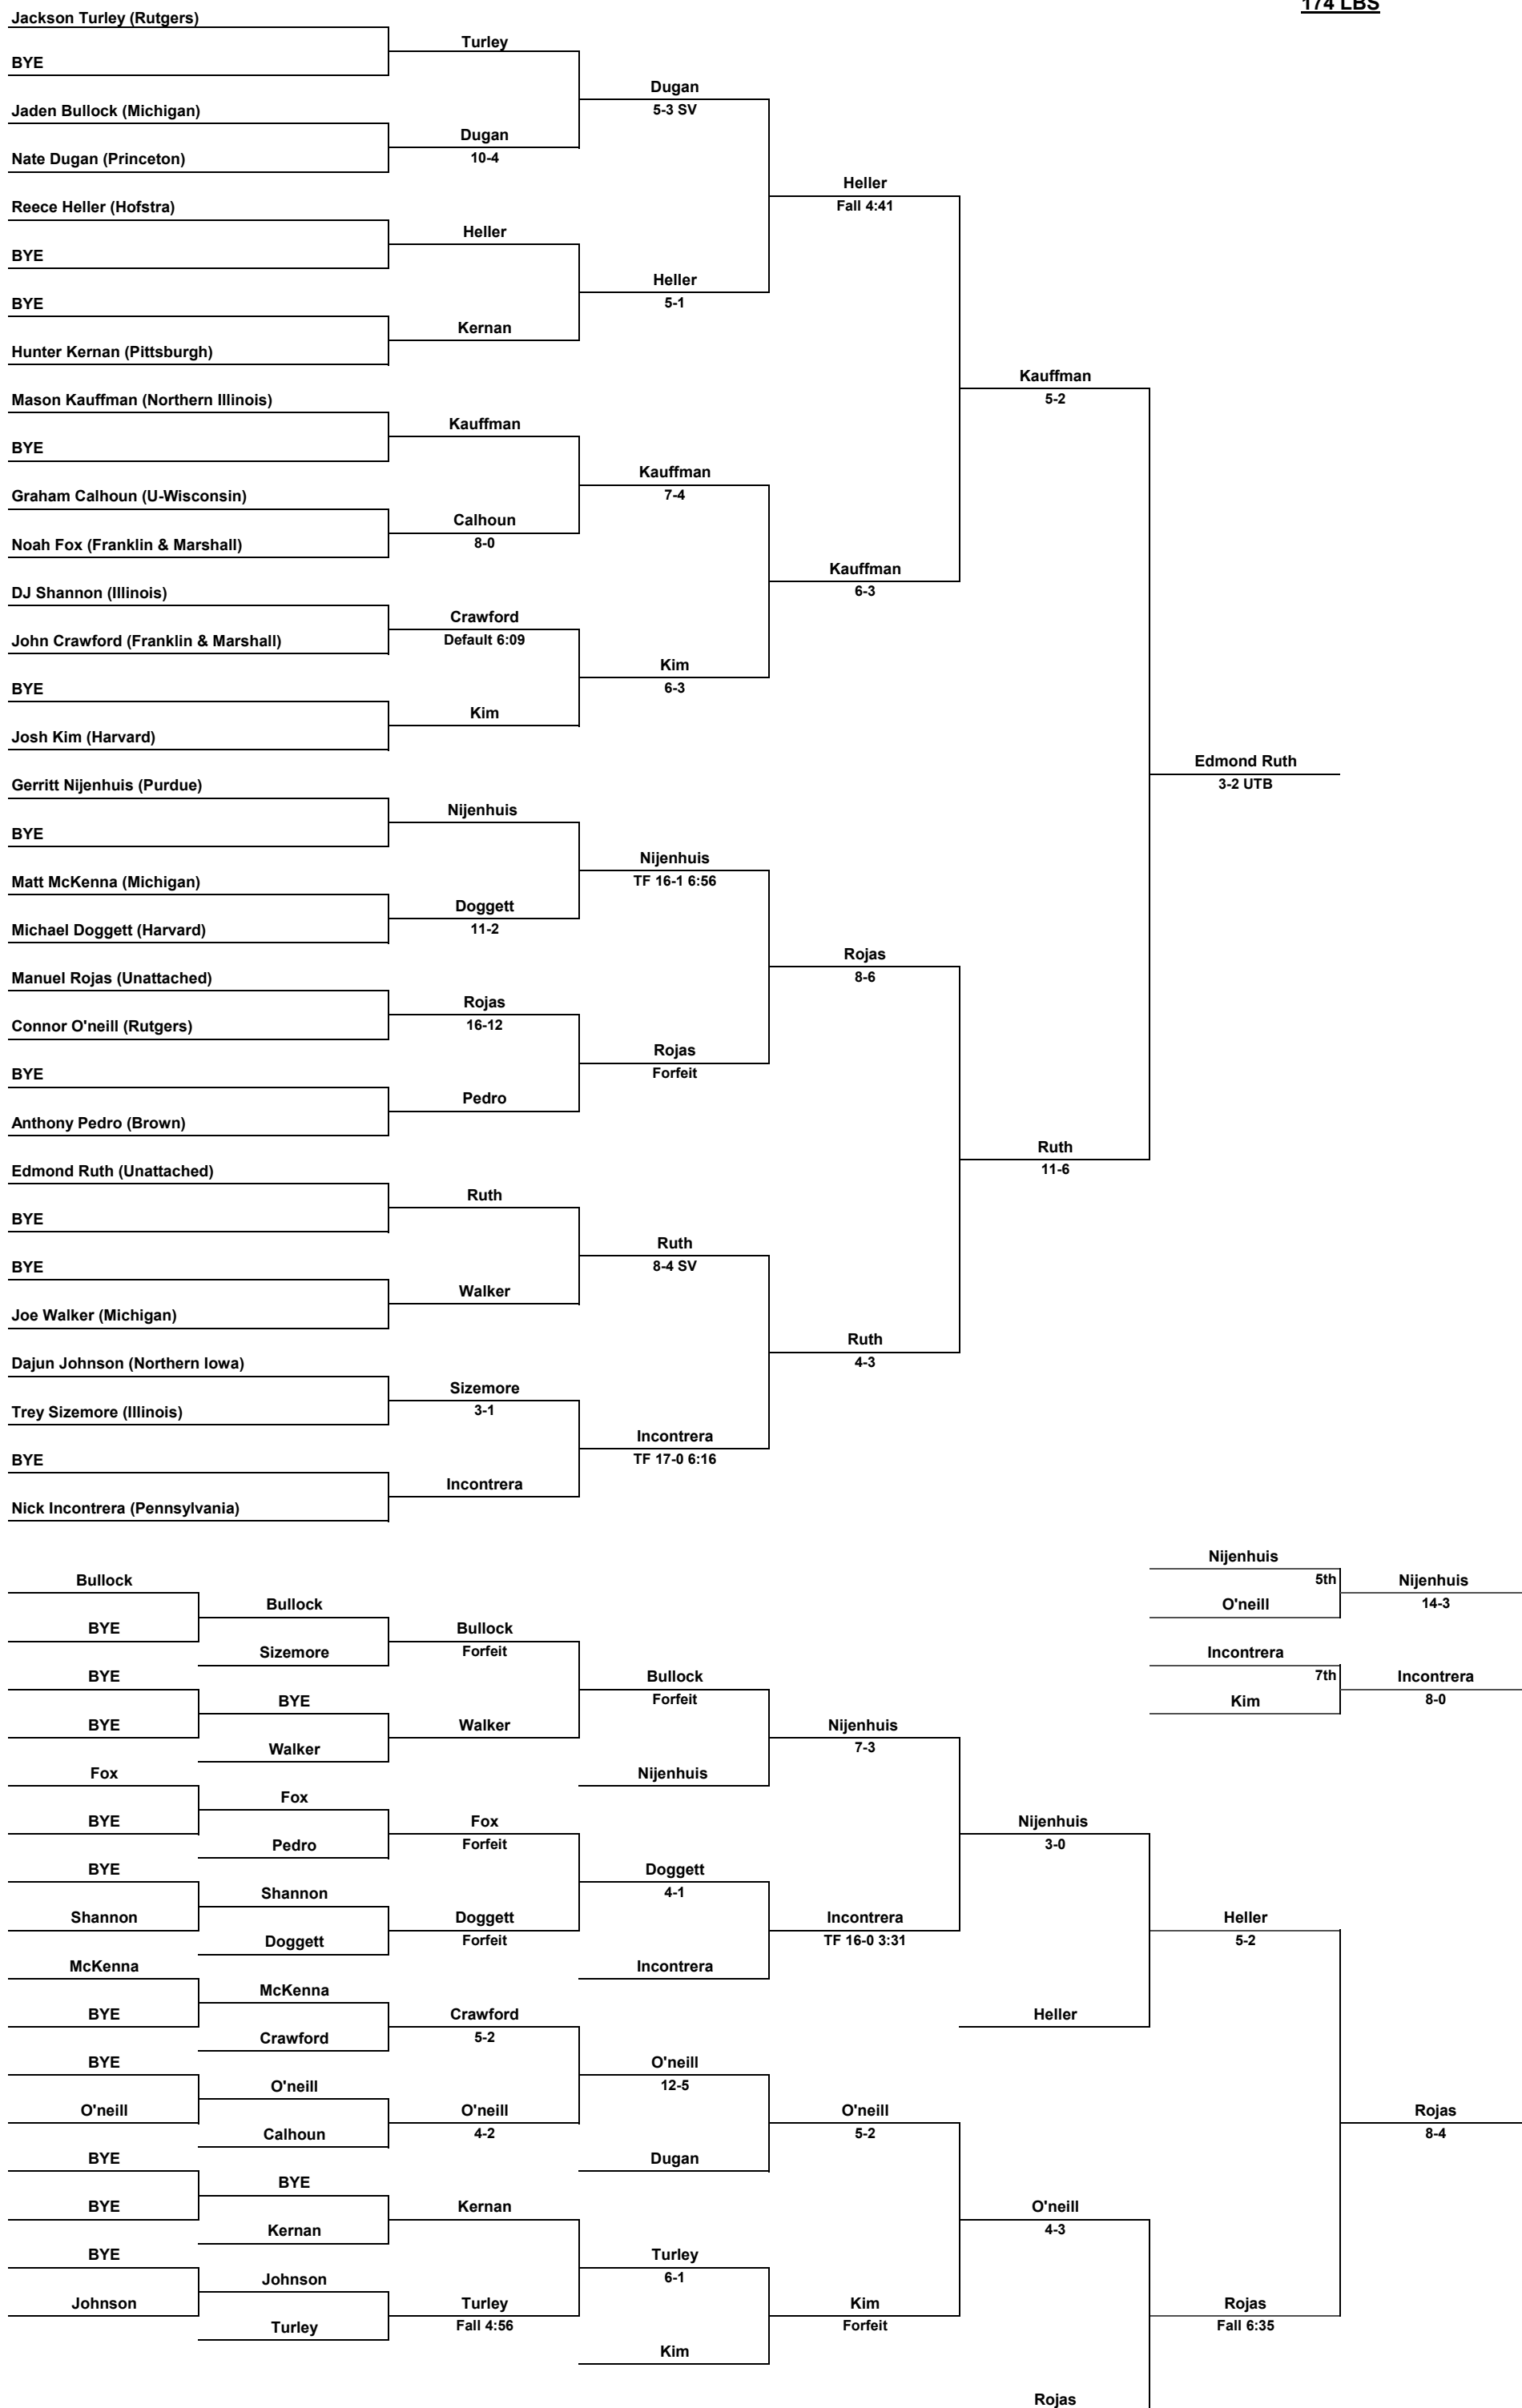 174 LBS
Jackson Turley (Rutgers)
Turley
BYE
Dugan
5-3 SV
Jaden Bullock (Michigan)
Dugan
10-4
Nate Dugan (Princeton)
Heller
Fall 4:41
Reece Heller (Hofstra)
Heller
BYE
Heller
5-1
BYE
Kernan
Hunter Kernan (Pittsburgh)
Kauffman
5-2
Mason Kauffman (Northern Illinois)
Kauffman
BYE
Kauffman
7-4
Graham Calhoun (U-Wisconsin)
Calhoun
8-0
Noah Fox (Franklin & Marshall)
Kauffman
6-3
DJ Shannon (Illinois)
Crawford
Default 6:09
John Crawford (Franklin & Marshall)
Kim
6-3
BYE
Kim
Josh Kim (Harvard)
Edmond Ruth
3-2 UTB
Gerritt Nijenhuis (Purdue)
Nijenhuis
BYE
Nijenhuis
TF 16-1 6:56
Matt McKenna (Michigan)
Doggett
11-2
Michael Doggett (Harvard)
Rojas
8-6
Manuel Rojas (Unattached)
Rojas
16-12
Connor O'neill (Rutgers)
Rojas
Forfeit
BYE
Pedro
Anthony Pedro (Brown)
Ruth
11-6
Edmond Ruth (Unattached)
Ruth
BYE
Ruth
8-4 SV
BYE
Walker
Joe Walker (Michigan)
Ruth
4-3
Dajun Johnson (Northern Iowa)
Sizemore
3-1
Trey Sizemore (Illinois)
Incontrera
TF 17-0 6:16
BYE
Incontrera
Nick Incontrera (Pennsylvania)
Nijenhuis
5th
O'neill
Nijenhuis
14-3
Incontrera
7th
Kim
Incontrera
8-0
Bullock
Bullock
BYE
Bullock
Forfeit
Sizemore
BYE
Bullock
Forfeit
BYE
BYE
Walker
Walker
Nijenhuis
7-3
Fox
Nijenhuis
Fox
BYE
Fox
Forfeit
Nijenhuis
3-0
Pedro
BYE
Doggett
4-1
Shannon
Shannon
Doggett
Forfeit
Incontrera
TF 16-0 3:31
Heller
5-2
Doggett
McKenna
Incontrera
McKenna
BYE
Crawford
5-2
Heller
Crawford
BYE
O'neill
12-5
O'neill
O'neill
O'neill
4-2
O'neill
5-2
Rojas
8-4
Calhoun
BYE
Dugan
BYE
BYE
Kernan
O'neill
4-3
Kernan
BYE
Turley
6-1
Johnson
Johnson
Turley
Fall 4:56
Kim
Forfeit
Rojas
Fall 6:35
Turley
Kim
Rojas